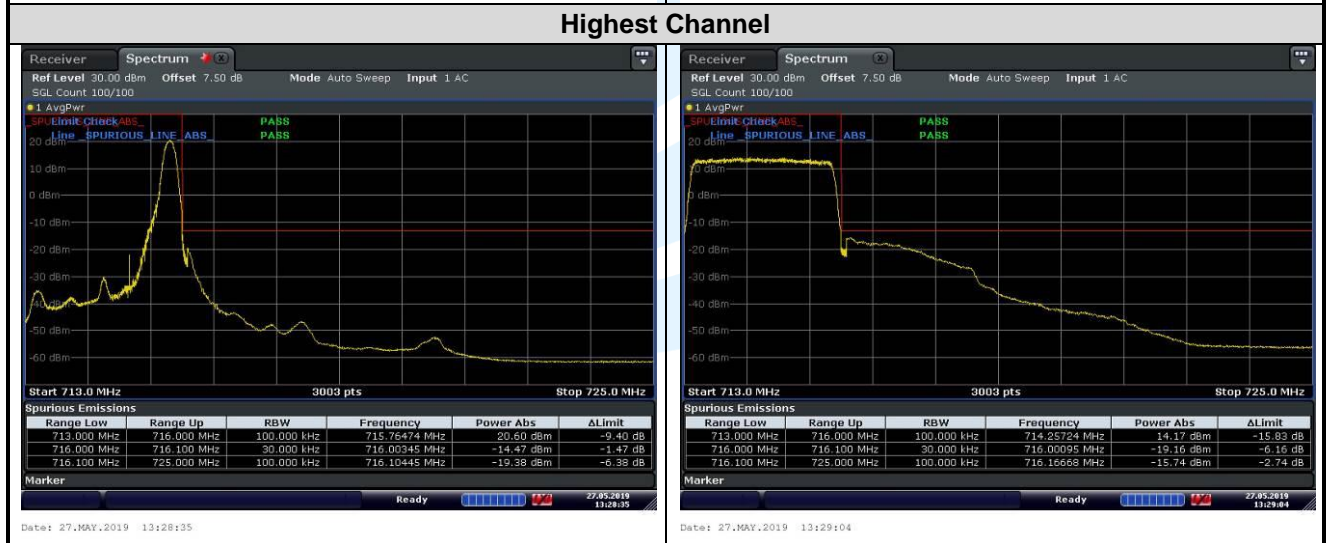 Highest Channel
Receiver Spectrum
Ref Level 30.00 dBm Offset 7.50 dB Mode Auto Sweep Input 1 AC
SGL Count 100/100
1 AvgPwr
Limit Check PASS
Line _SPURIOUS_LINE_ABS_ PASS
20 dBm
10 dBm
0 dBm
-10 dBm
-20 dBm
-30 dBm
-40 dBm
-50 dBm
-60 dBm
Start 713.0 MHz 3003 pts Stop 725.0 MHz
Spurious Emissions
Range Low Range Up RBW Frequency Power Abs ΔLimit
713.000 MHz 716.000 MHz 100.000 kHz 715.76474 MHz 20.60 dBm -9.40 dB
716.000 MHz 716.100 MHz 30.000 kHz 716.00345 MHz -14.47 dBm -1.47 dB
716.100 MHz 725.000 MHz 100.000 kHz 716.10445 MHz -19.38 dBm -6.38 dB
Marker
Ready 27.05.2019
13:28:35
Date: 27.MAY.2019 13:28:35
Receiver Spectrum
Ref Level 30.00 dBm Offset 7.50 dB Mode Auto Sweep Input 1 AC
SGL Count 100/100
1 AvgPwr
Limit Check PASS
Line _SPURIOUS_LINE_ABS_ PASS
20 dBm
10 dBm
0 dBm
-10 dBm
-20 dBm
-30 dBm
-40 dBm
-50 dBm
-60 dBm
Start 713.0 MHz 3003 pts Stop 725.0 MHz
Spurious Emissions
Range Low Range Up RBW Frequency Power Abs ΔLimit
713.000 MHz 716.000 MHz 100.000 kHz 714.25724 MHz 14.17 dBm -15.83 dB
716.000 MHz 716.100 MHz 30.000 kHz 716.00095 MHz -19.16 dBm -6.16 dB
716.100 MHz 725.000 MHz 100.000 kHz 716.16668 MHz -15.74 dBm -2.74 dB
Marker
Ready 27.05.2019
13:29:04
Date: 27.MAY.2019 13:29:04